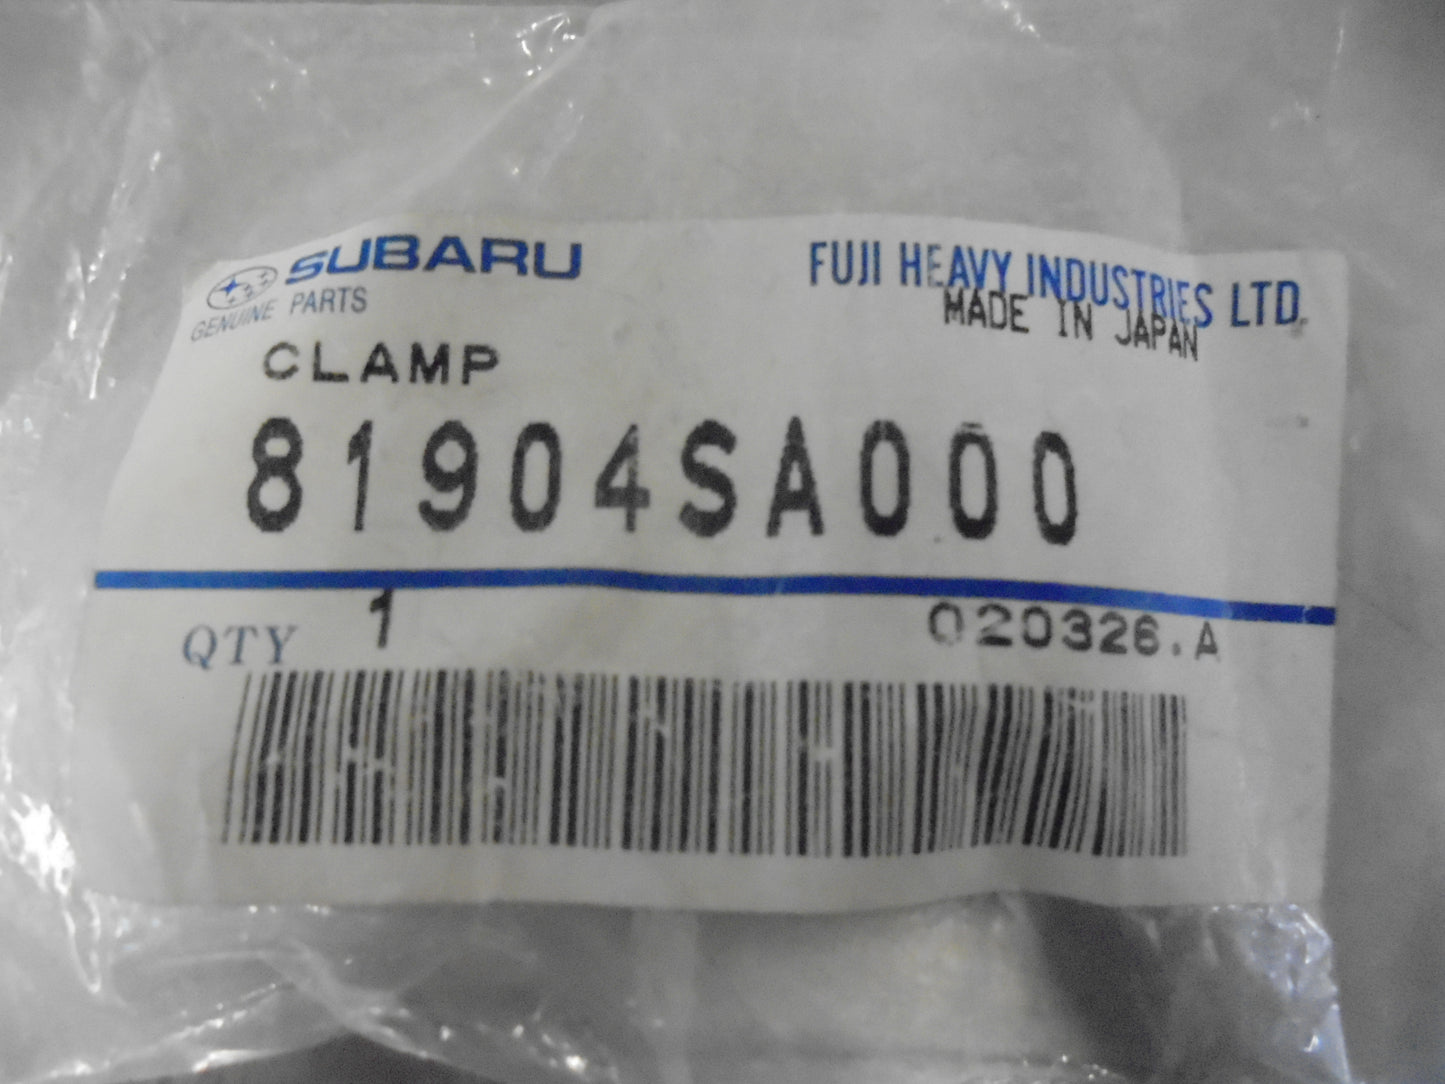 SUBARU
GENUINE PARTS
FUJI HEAVY INDUSTRIES LTD.
MADE IN JAPAN
CLAMP
81904SA000
QTY 1
020326.A